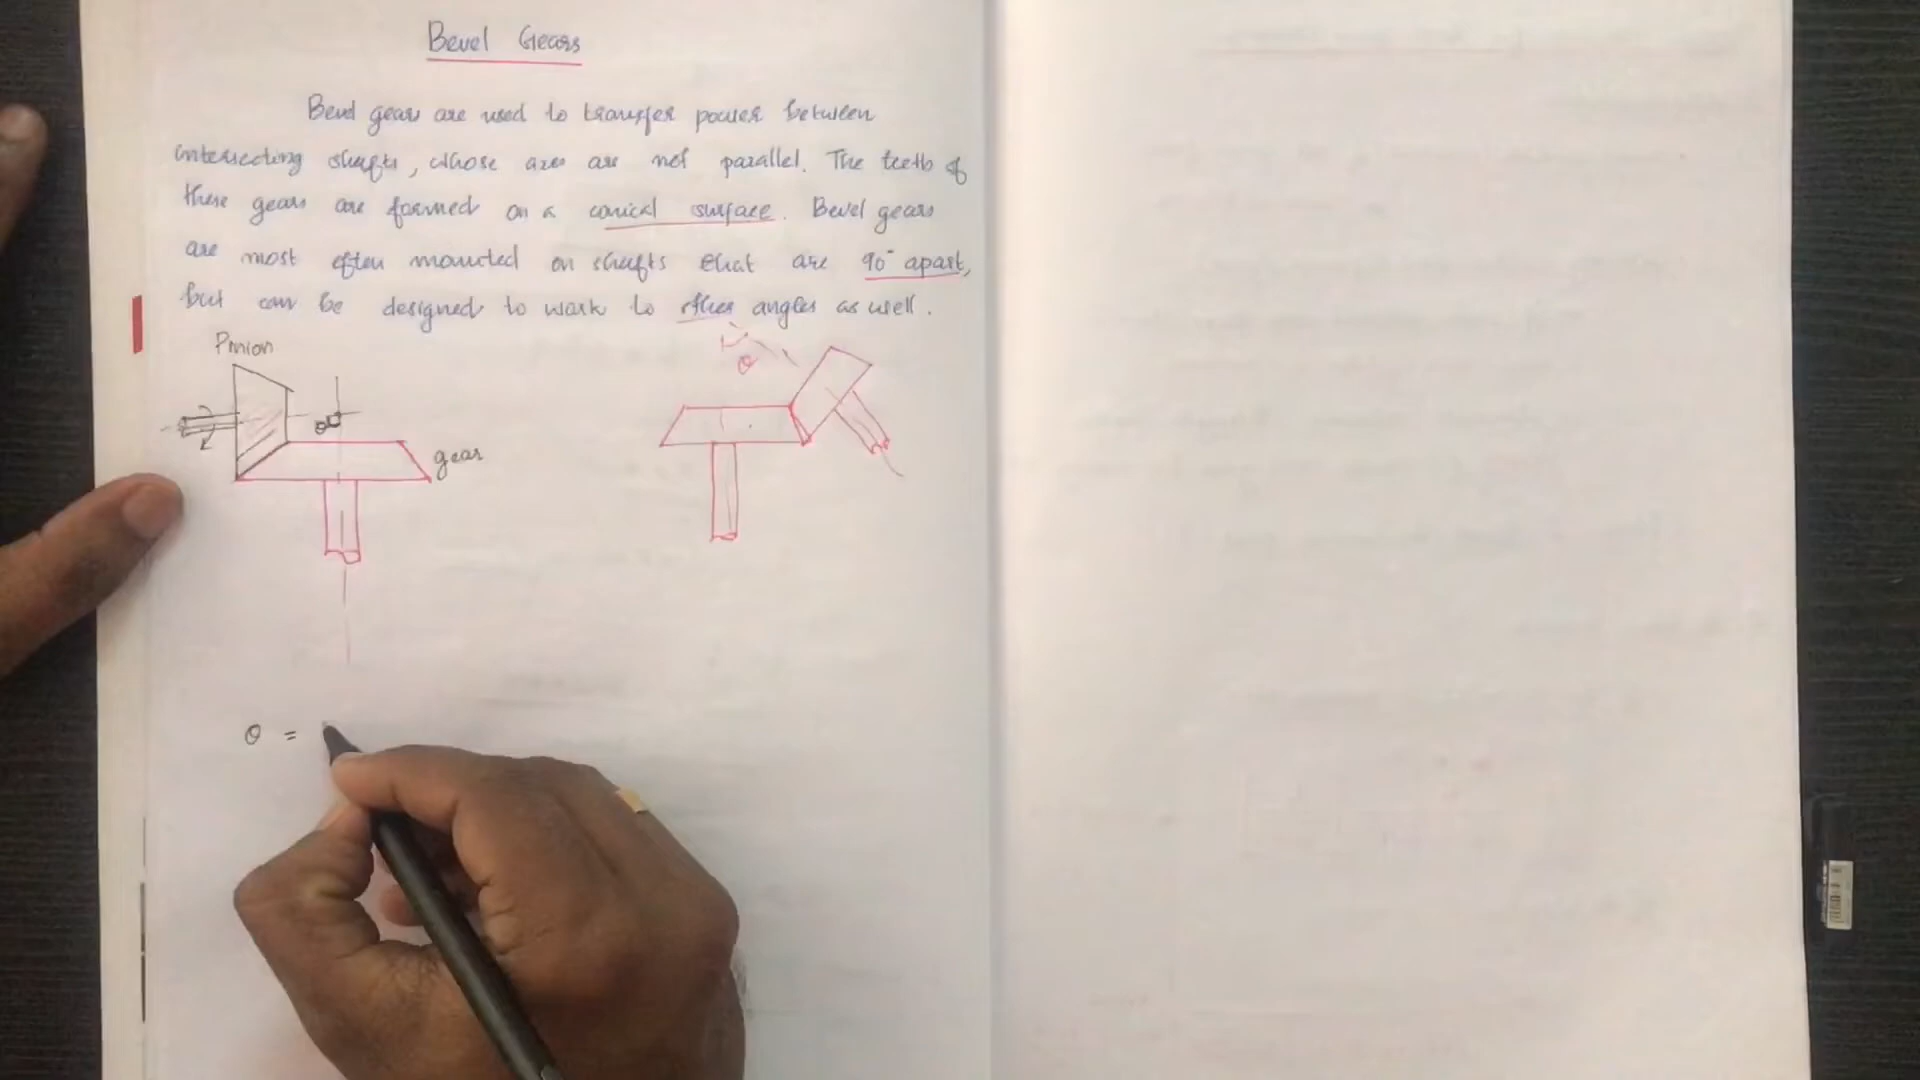 Bevel Gears
Bevel gears are used to transfer power between
intersecting shafts, whose axes are not parallel. The teeth of
these gears are formed on a conical surface. Bevel gears
are most often mounted on shafts that are 90° apart,
but can be designed to work to other angles as well.
Pinion
θ
θ
gear
θ =